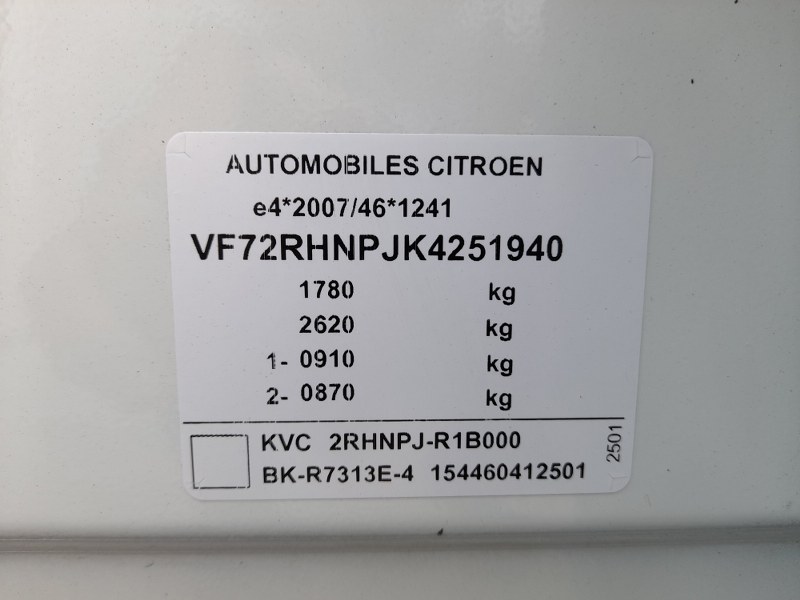 AUTOMOBILES CITROEN
e4*2007/46*1241
VF72RHNPJK4251940
1780 kg
2620 kg
1- 0910 kg
2- 0870 kg
KVC 2RHNPJ-R1B000
BK-R7313E-4 154460412501
2501